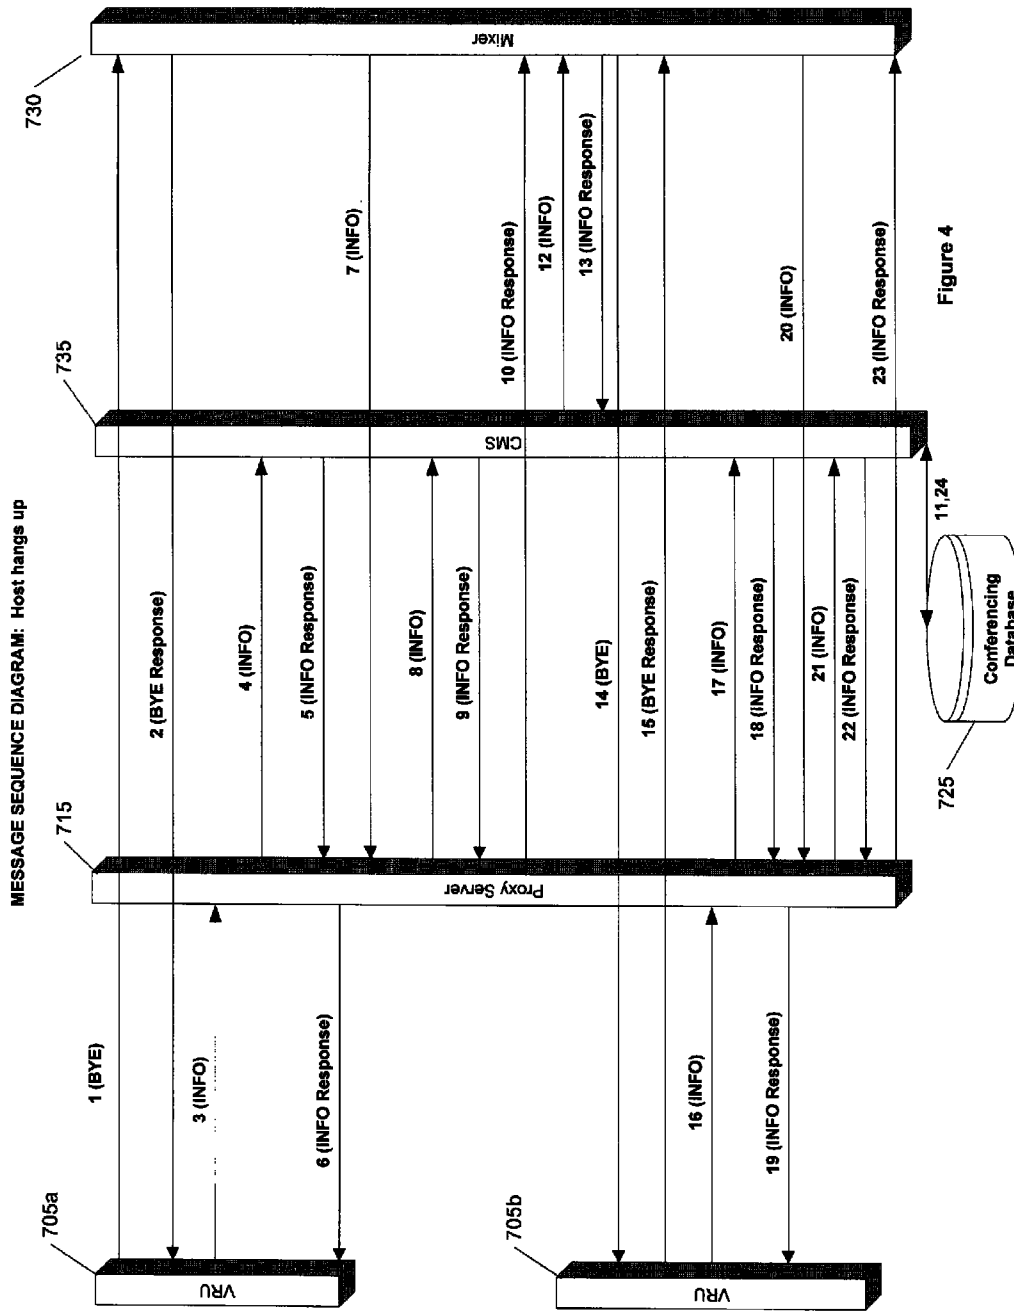 MESSAGE SEQUENCE DIAGRAM: Host hangs up
705a
715
735
730
VRU
Proxy Server
CMS
Mixer
1 (BYE)
2 (BYE Response)
3 (INFO)
4 (INFO)
5 (INFO Response)
6 (INFO Response)
7 (INFO)
8 (INFO)
9 (INFO Response)
10 (INFO Response)
12 (INFO)
13 (INFO Response)
705b
VRU
14 (BYE)
15 (BYE Response)
16 (INFO)
17 (INFO)
18 (INFO Response)
19 (INFO Response)
20 (INFO)
21 (INFO)
22 (INFO Response)
23 (INFO Response)
11,24
725
Conferencing
Database
Figure 4